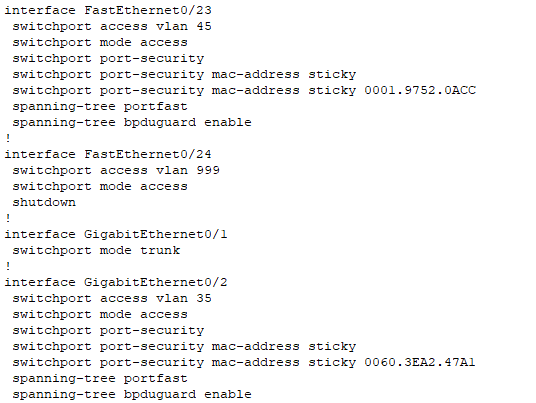 interface FastEthernet0/23
 switchport access vlan 45
 switchport mode access
 switchport port-security
 switchport port-security mac-address sticky
 switchport port-security mac-address sticky 0001.9752.0ACC
 spanning-tree portfast
 spanning-tree bpduguard enable
!
interface FastEthernet0/24
 switchport access vlan 999
 switchport mode access
 shutdown
!
interface GigabitEthernet0/1
 switchport mode trunk
!
interface GigabitEthernet0/2
 switchport access vlan 35
 switchport mode access
 switchport port-security
 switchport port-security mac-address sticky
 switchport port-security mac-address sticky 0060.3EA2.47A1
 spanning-tree portfast
 spanning-tree bpduguard enable